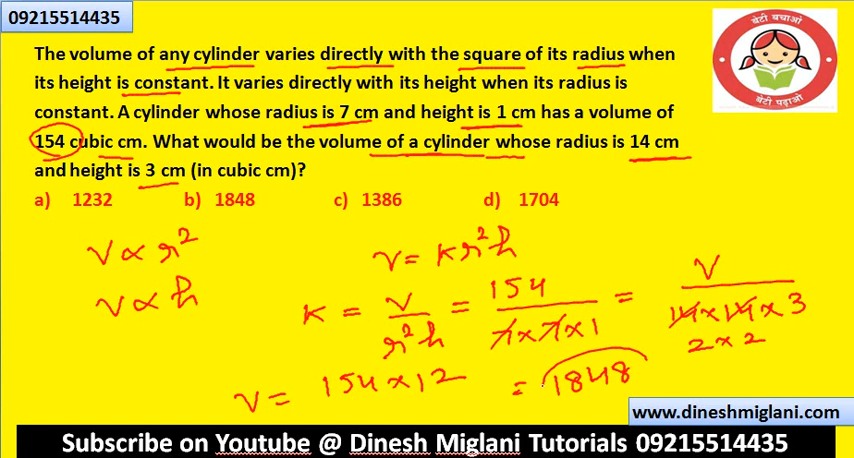 09215514435
बेटी बचाओं
The volume of any cylinder varies directly with the square of its radius when
its height is constant. It varies directly with its height when its radius is
constant. A cylinder whose radius is 7 cm and height is 1 cm has a volume of
154 cubic cm. What would be the volume of a cylinder whose radius is 14 cm
and height is 3 cm (in cubic cm)?
बेटी पढ़ाओं
a) 1232 b) 1848 c) 1386 d) 1704
V ∝ r²
V = K r² h
V ∝ h
K = V / r² h = 154 / 7 x 7 x 1 = V / 14 x 14 x 3
2 x 2
V = 154 x 12 = 1848
www.dineshmiglani.com
Subscribe on Youtube @ Dinesh Miglani Tutorials 09215514435